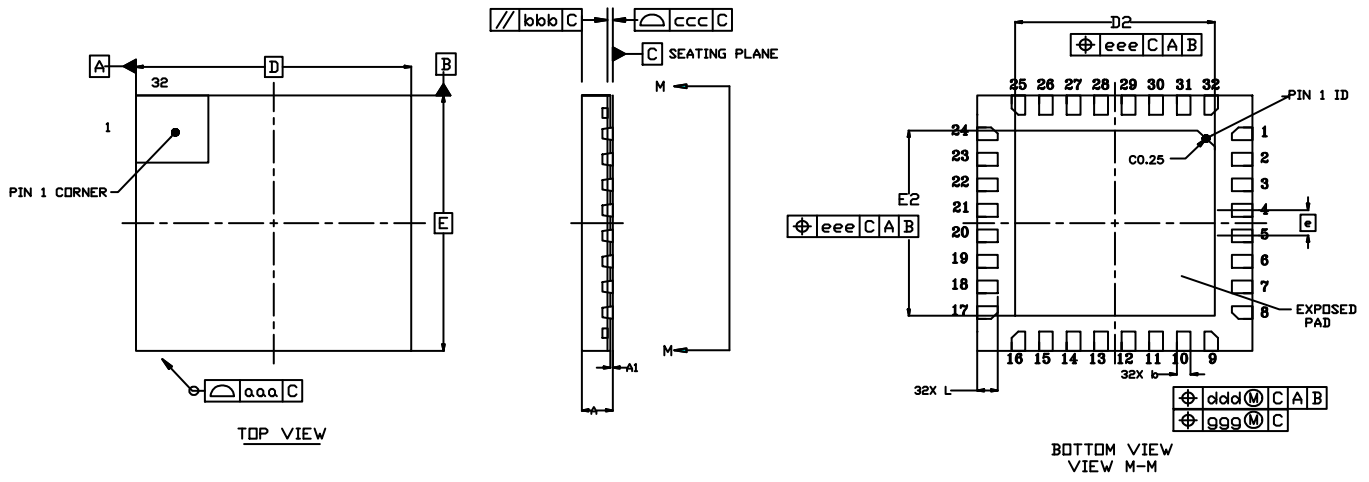 // bbb C
⌓ ccc C
C SEATING PLANE
A
D
B
32
1
PIN 1 CORNER
E
⌓ aaa C
TOP VIEW
M
M
A1
A
D2
⌖ eee C A B
25 26 27 28 29 30 31 32
PIN 1 ID
24
23
22
21
20
19
18
17
1
2
3
4
5
6
7
8
C0.25
E2
⌖ eee C A B
e
EXPOSED
PAD
16 15 14 13 12 11 10 9
32X L
32X b
⌖ ddd Ⓜ C A B
⌖ ggg Ⓜ C
BOTTOM VIEW
VIEW M-M